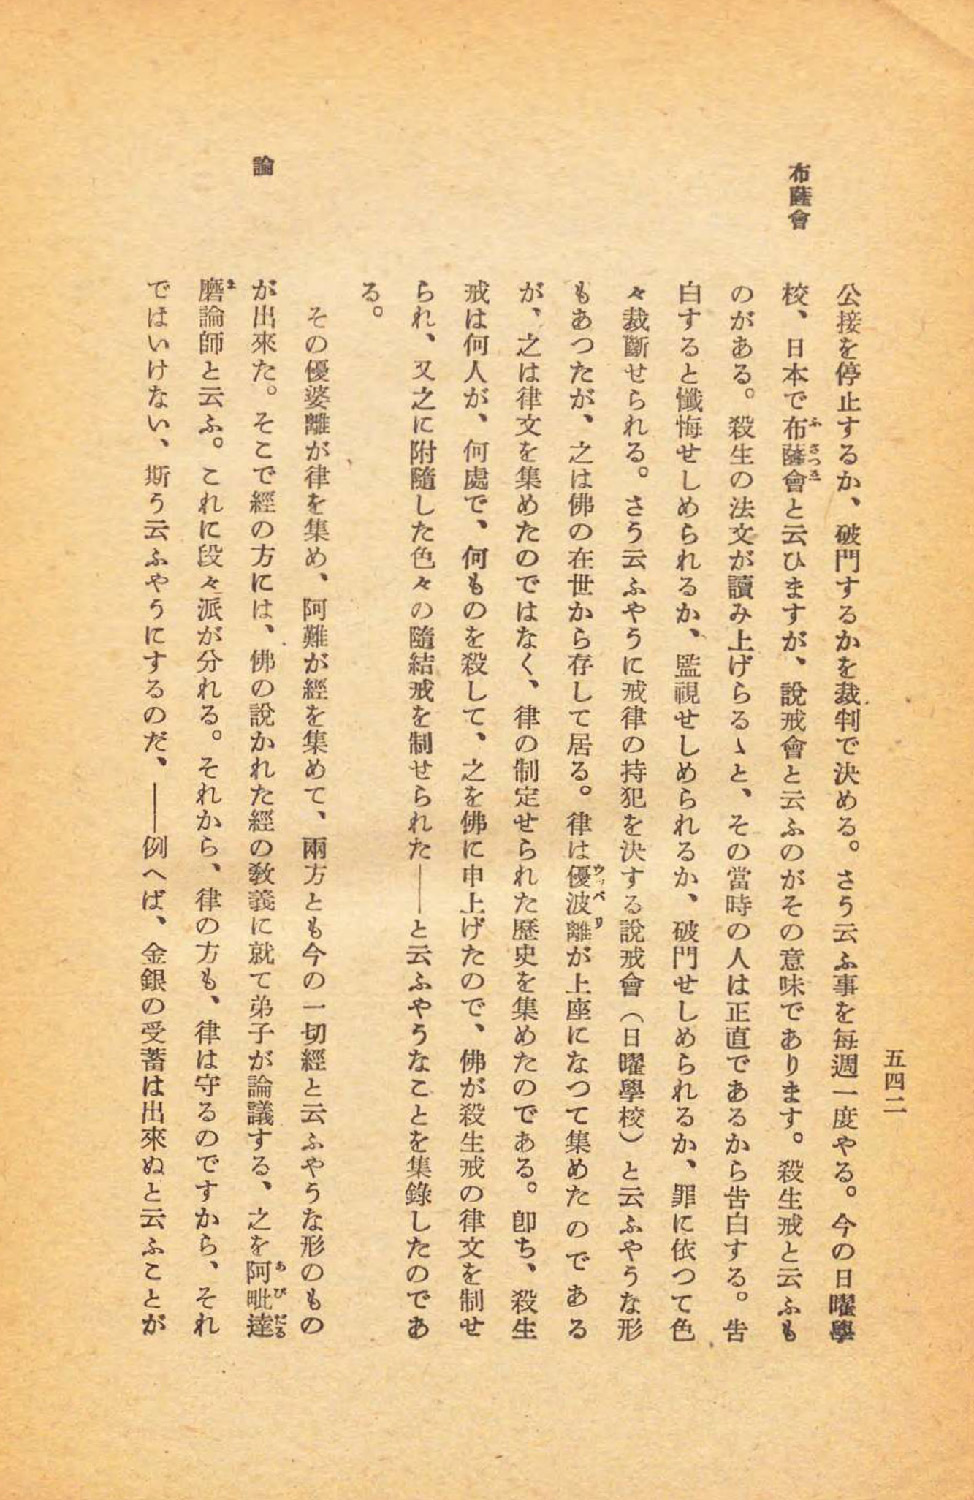 五四二
布薩會
公接を停止するか、破門するかを裁判で決める。さう云ふ事を毎週一度やる。今の日曜學
校、日本で布薩會と云ひますが、說戒會と云ふのがその意味であります。殺生戒と云ふも
のがある。殺生の法文が讀み上げらるゝと、その當時の人は正直であるから告白する。告
白すると懺悔せしめられるか、監視せしめられるか、破門せしめられるか、罪に依つて色
々裁斷せられる。さう云ふやうに戒律の持犯を決する說戒會（日曜學校）と云ふやうな形
もあつたが、之は佛の在世から存して居る。律は優波離が上座になつて集めたのである
が、之は律文を集めたのではなく、律の制定せられた歷史を集めたのである。卽ち、殺生
戒は何人が、何處で、何ものを殺して、之を佛に申上げたので、佛が殺生戒の律文を制せ
られ、又之に附隨した色々の隨結戒を制せられた――と云ふやうなことを集錄したのであ
る。
その優婆離が律を集め、阿難が經を集めて、兩方とも今の一切經と云ふやうな形のもの
論
が出來た。そこで經の方には、佛の說かれた經の敎義に就て弟子が論議する、之を阿毗達
磨論師と云ふ。これに段々派が分れる。それから、律の方も、律は守るのですから、それ
ではいけない、斯う云ふやうにするのだ、――例へば、金銀の受蓄は出來ぬと云ふことが